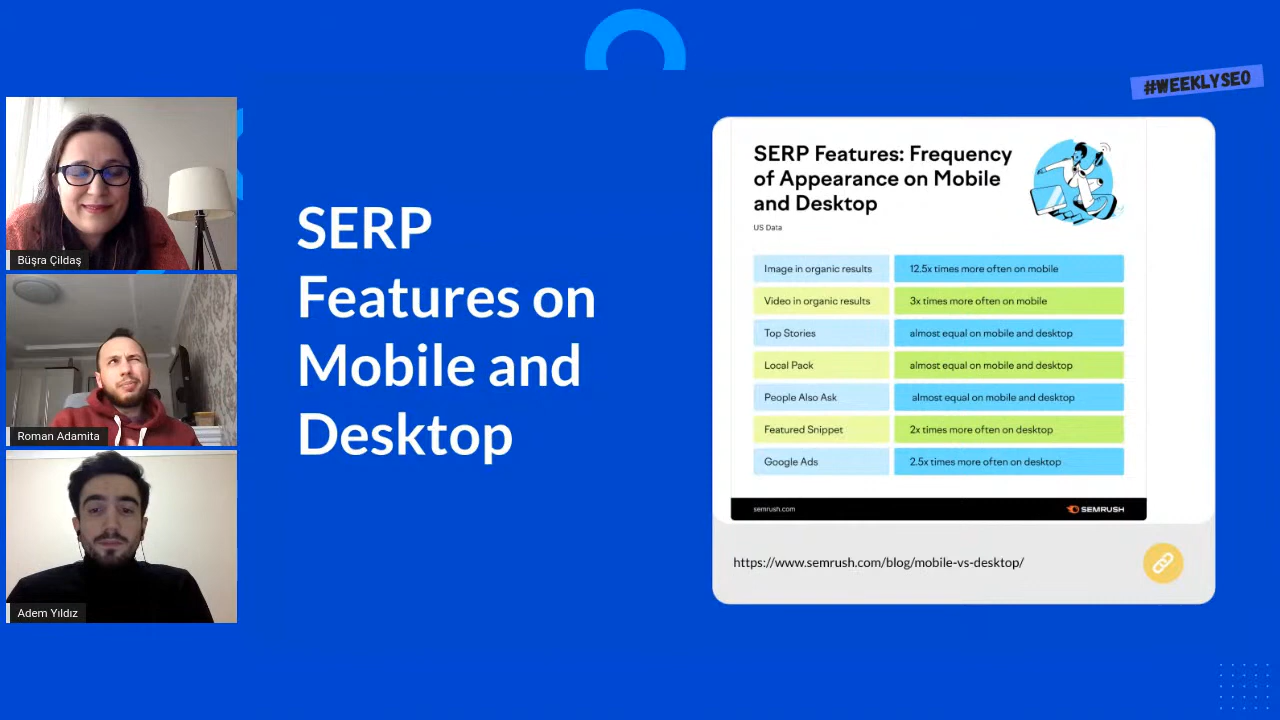 #WEEKLYSEO
Büşra Çildaş
Roman Adamita
Adem Yıldız
SERP
Features on
Mobile and
Desktop
SERP Features: Frequency
of Appearance on Mobile
and Desktop
US Data
Image in organic results 12.5x times more often on mobile
Video in organic results 3x times more often on mobile
Top Stories almost equal on mobile and desktop
Local Pack almost equal on mobile and desktop
People Also Ask almost equal on mobile and desktop
Featured Snippet 2x times more often on desktop
Google Ads 2.5x times more often on desktop
semrush.com SEMRUSH
https://www.semrush.com/blog/mobile-vs-desktop/